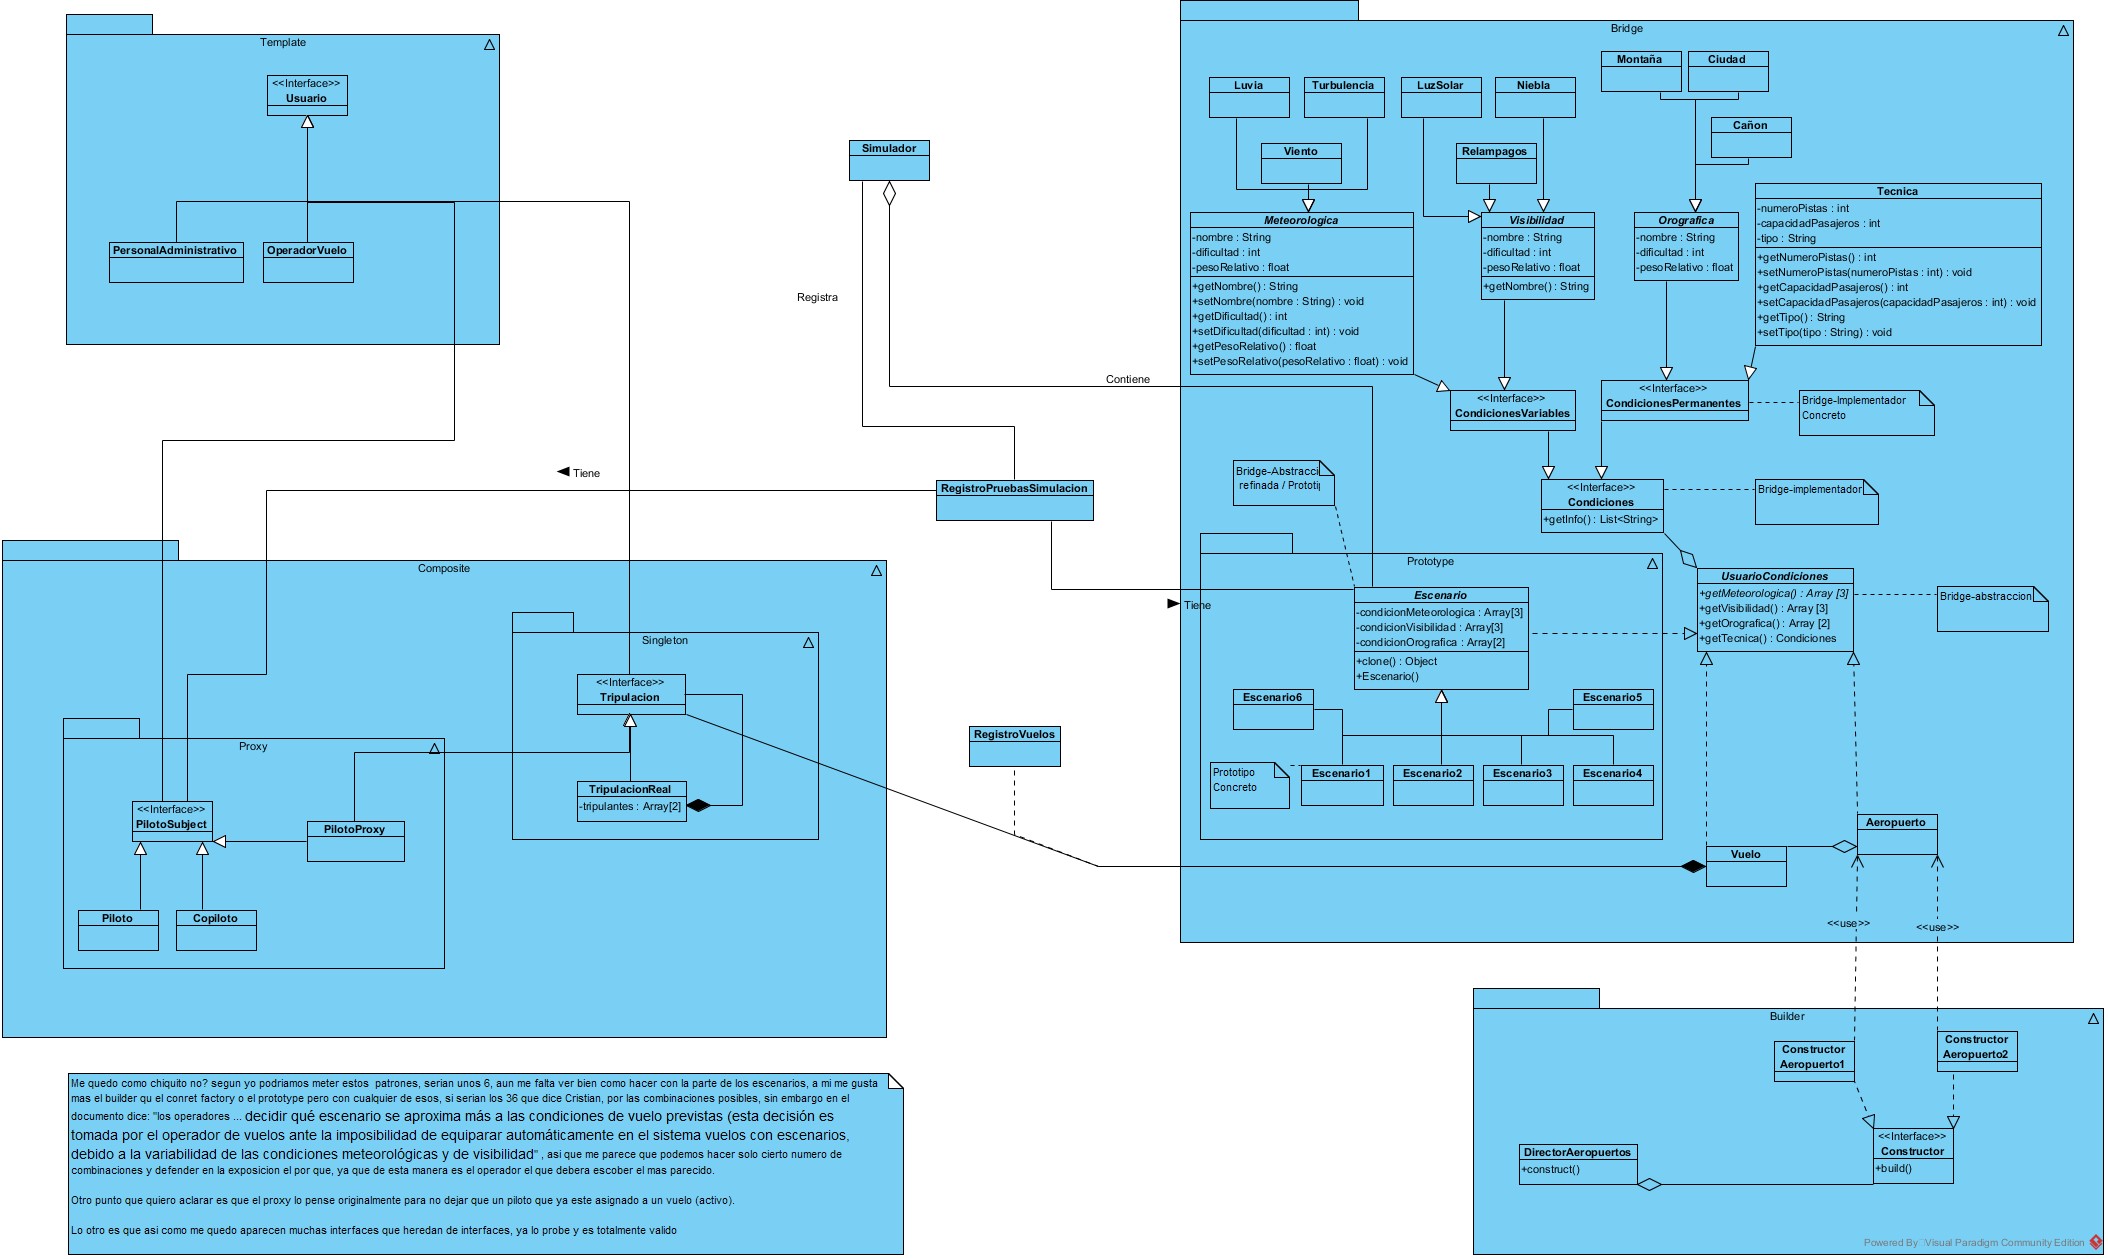 Template
<<Interface>>
Usuario
PersonalAdministrativo
OperadorVuelo
Simulador
Registra
Contiene
Tiene
RegistroPruebasSimulacion
Tiene
Composite
Singleton
<<Interface>>
Tripulacion
TripulacionReal
-tripulantes : Array[2]
Proxy
<<Interface>>
PilotoSubject
PilotoProxy
Piloto
Copiloto
RegistroVuelos
Bridge
Luvia
Turbulencia
Viento
LuzSolar
Niebla
Relampagos
Montaña
Ciudad
Cañon
Meteorologica
-nombre : String
-dificultad : int
-pesoRelativo : float
+getNombre() : String
+setNombre(nombre : String) : void
+getDificultad() : int
+setDificultad(dificultad : int) : void
+getPesoRelativo() : float
+setPesoRelativo(pesoRelativo : float) : void
Visibilidad
-nombre : String
-dificultad : int
-pesoRelativo : float
+getNombre() : String
Orografica
-nombre : String
-dificultad : int
-pesoRelativo : float
Tecnica
-numeroPistas : int
-capacidadPasajeros : int
-tipo : String
+getNumeroPistas() : int
+setNumeroPistas(numeroPistas : int) : void
+getCapacidadPasajeros() : int
+setCapacidadPasajeros(capacidadPasajeros : int) : void
+getTipo() : String
+setTipo(tipo : String) : void
<<Interface>>
CondicionesVariables
<<Interface>>
CondicionesPermanentes
Bridge-Implementador
Concreto
Bridge-Abstracci
refinada / Prototip
<<Interface>>
Condiciones
+getInfo() : List<String>
Bridge-implementador
UsuarioCondiciones
+getMeteorologica() : Array [3]
+getVisibilidad() : Array [3]
+getOrografica() : Array [2]
+getTecnica() : Condiciones
Bridge-abstraccion
Prototype
Escenario
-condicionMeteorologica : Array[3]
-condicionVisibilidad : Array[3]
-condicionOrografica : Array[2]
+clone() : Object
+Escenario()
Escenario6
Escenario5
Prototipo
Concreto
Escenario1
Escenario2
Escenario3
Escenario4
Aeropuerto
Vuelo
<<use>>
<<use>>
Builder
Constructor
Aeropuerto1
Constructor
Aeropuerto2
<<Interface>>
Constructor
+build()
DirectorAeropuertos
+construct()
Me quedo como chiquito no? segun yo podriamos meter estos patrones, serian unos 6, aun me falta ver bien como hacer con la parte de los escenarios, a mi me gusta
mas el builder qu el conret factory o el prototype pero con cualquier de esos, si serian los 36 que dice Cristian, por las combinaciones posibles, sin embargo en el
documento dice: "los operadores ... decidir qué escenario se aproxima más a las condiciones de vuelo previstas (esta decisión es
tomada por el operador de vuelos ante la imposibilidad de equiparar automáticamente en el sistema vuelos con escenarios,
debido a la variabilidad de las condiciones meteorológicas y de visibilidad" , asi que me parece que podemos hacer solo cierto numero de
combinaciones y defender en la exposicion el por que, ya que de esta manera es el operador el que debera escober el mas parecido.
Otro punto que quiero aclarar es que el proxy lo pense originalmente para no dejar que un piloto que ya este asignado a un vuelo (activo).
Lo otro es que asi como me quedo aparecen muchas interfaces que heredan de interfaces, ya lo probe y es totalmente valido
Powered By Visual Paradigm Community Edition